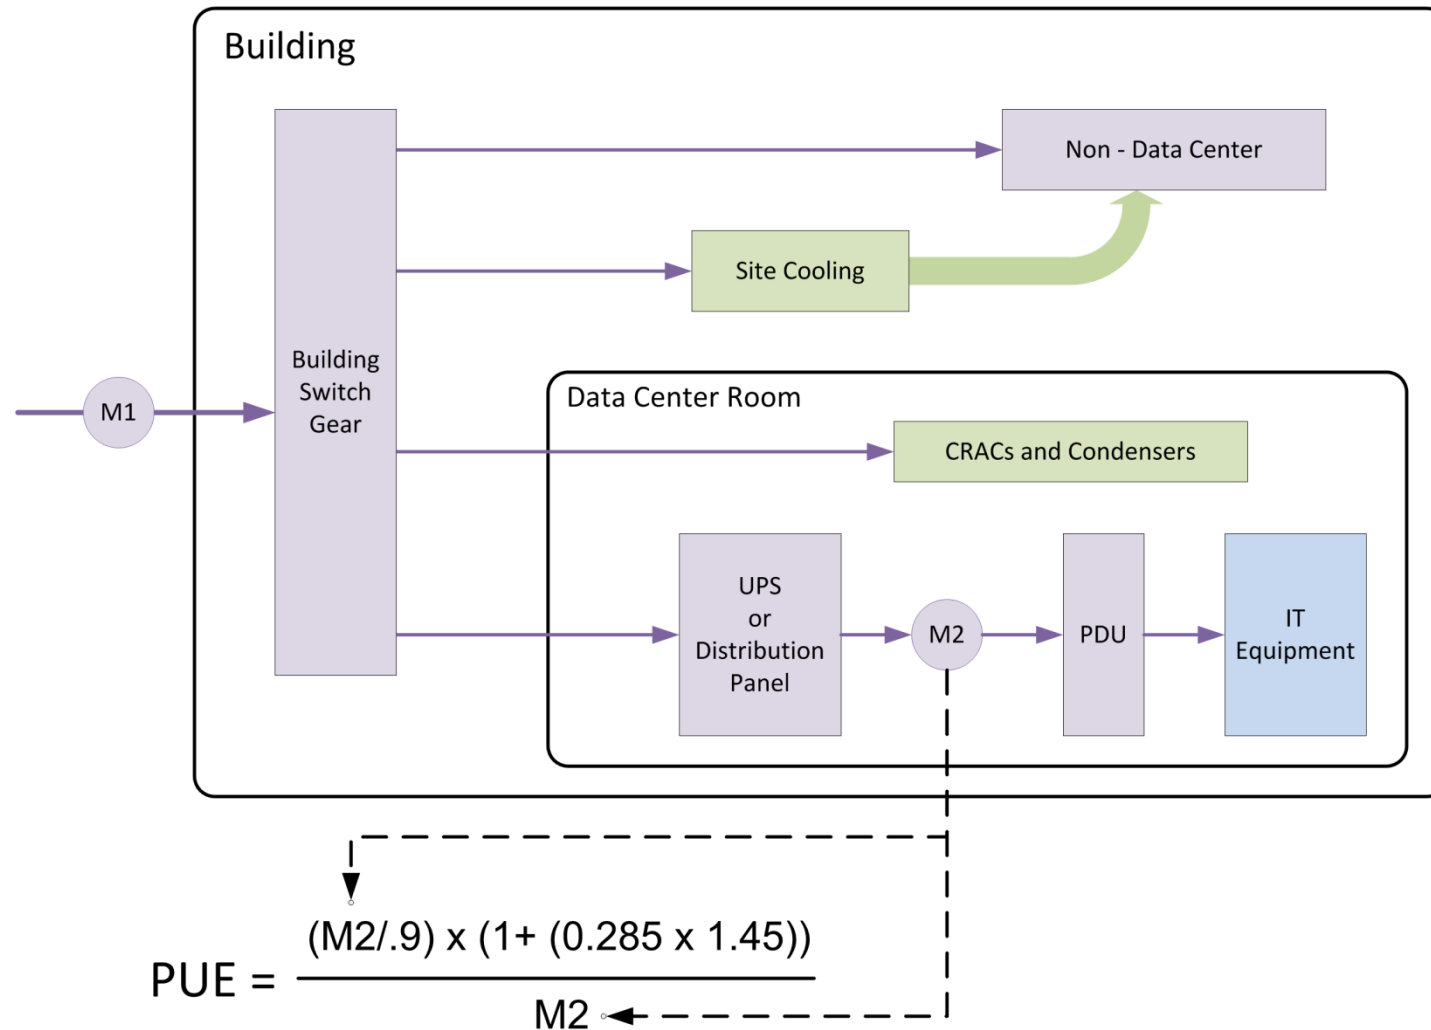 Building
Non - Data Center
Site Cooling
Building
Switch
Gear
M1
Data Center Room
CRACs and Condensers
UPS
or
Distribution
Panel
M2
PDU
IT
Equipment
(M2/.9) x (1+ (0.285 x 1.45))
PUE =
M2